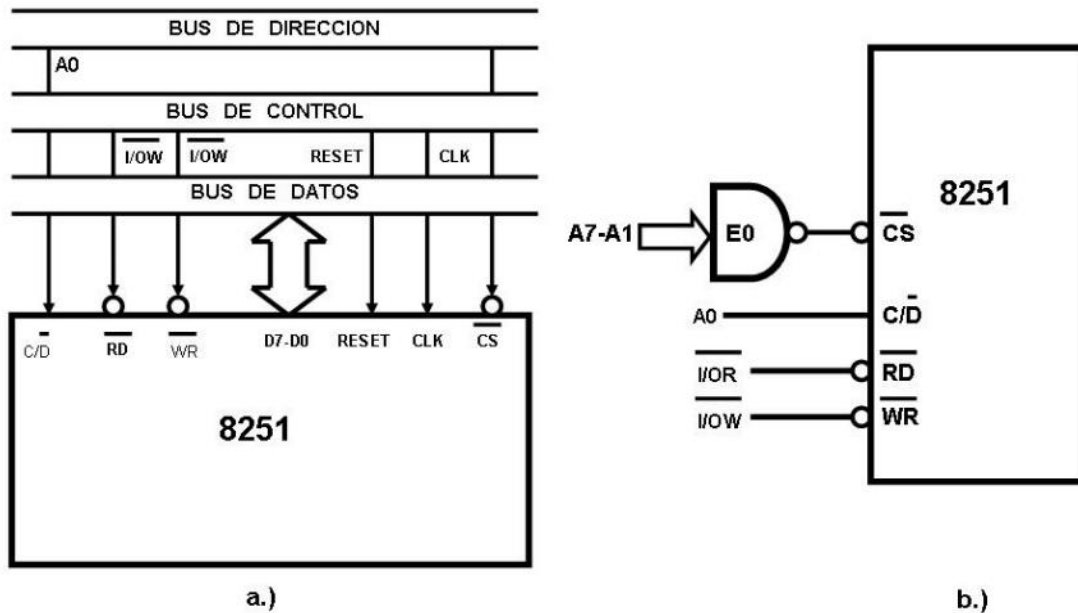 BUS DE DIRECCION
A0
BUS DE CONTROL
I/OW I/OW RESET CLK
BUS DE DATOS
C/D RD WR D7-D0 RESET CLK CS
8251
a.)
8251
A7-A1 E0 CS
A0 C/D
I/OR RD
I/OW WR
b.)